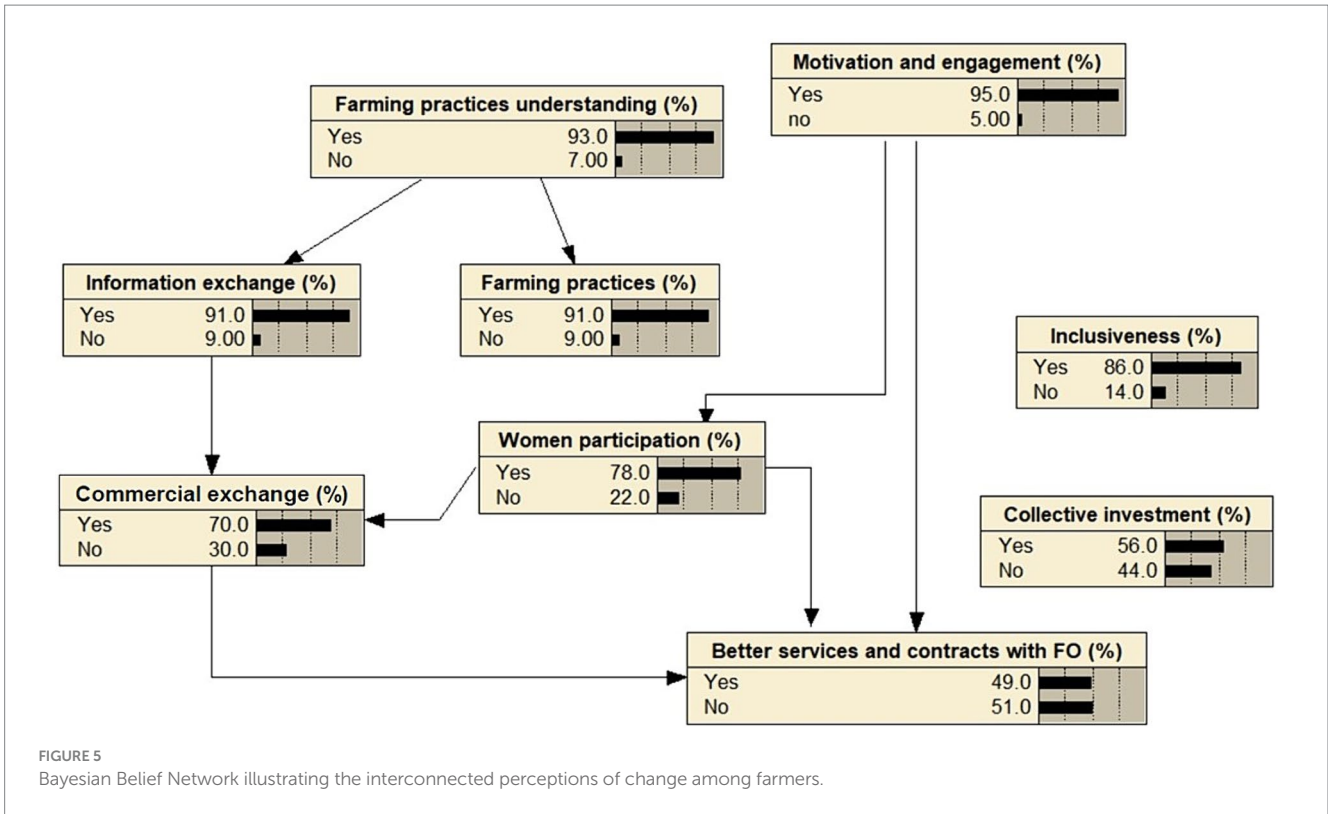 Motivation and engagement (%)
Yes 95.0
no 5.00
Farming practices understanding (%)
Yes 93.0
No 7.00
Information exchange (%)
Yes 91.0
No 9.00
Farming practices (%)
Yes 91.0
No 9.00
Inclusiveness (%)
Yes 86.0
No 14.0
Women participation (%)
Yes 78.0
No 22.0
Commercial exchange (%)
Yes 70.0
No 30.0
Collective investment (%)
Yes 56.0
No 44.0
Better services and contracts with FO (%)
Yes 49.0
No 51.0
FIGURE 5
Bayesian Belief Network illustrating the interconnected perceptions of change among farmers.